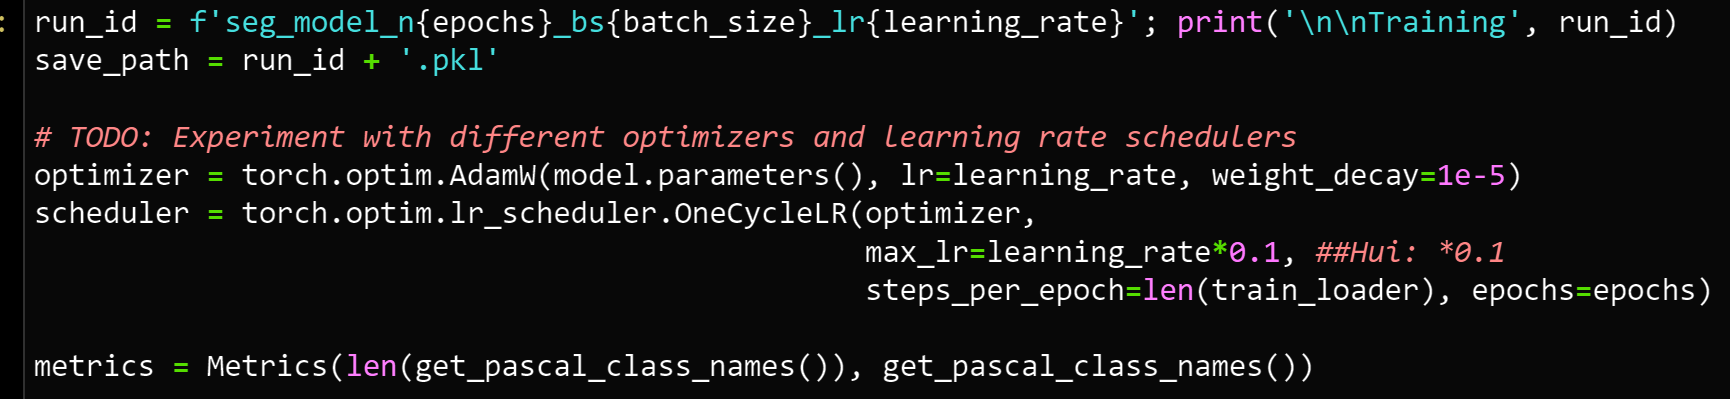 run_id = f'seg_model_n{epochs}_bs{batch_size}_lr{learning_rate}'; print('\n\nTraining', run_id)
save_path = run_id + '.pkl'
# TODO: Experiment with different optimizers and learning rate schedulers
optimizer = torch.optim.AdamW(model.parameters(), lr=learning_rate, weight_decay=1e-5)
scheduler = torch.optim.lr_scheduler.OneCycleLR(optimizer,
max_lr=learning_rate*0.1, ##Hui: *0.1
steps_per_epoch=len(train_loader), epochs=epochs)
metrics = Metrics(len(get_pascal_class_names()), get_pascal_class_names())